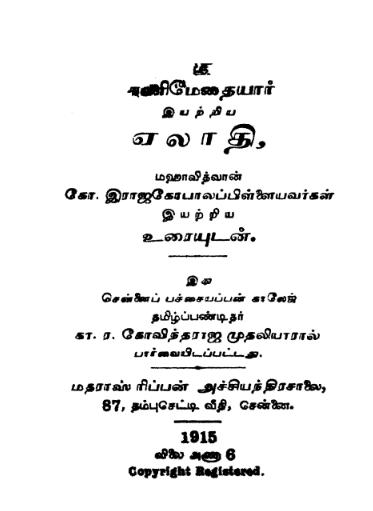 கணிமேதையார்
இயற்றிய
ஏலாதி,
மஹாவித்வான்
கோ. இராஜகோபாலப்பிள்ளையவர்கள்
இயற்றிய
உரையுடன்.
இஃது
சென்னைப் பச்சையப்பன் காலேஜ்
தமிழ்ப்பண்டிதர்
கா. ர. கோவிந்தராஜ முதலியாரால்
பார்வையிடப்பட்டது.
மதராஸ் ரிப்பன் அச்சியந்திரசாலை,
87, தம்புசெட்டி வீதி, சென்னை.
1915
விலை அணா 6
Copyright Registered.